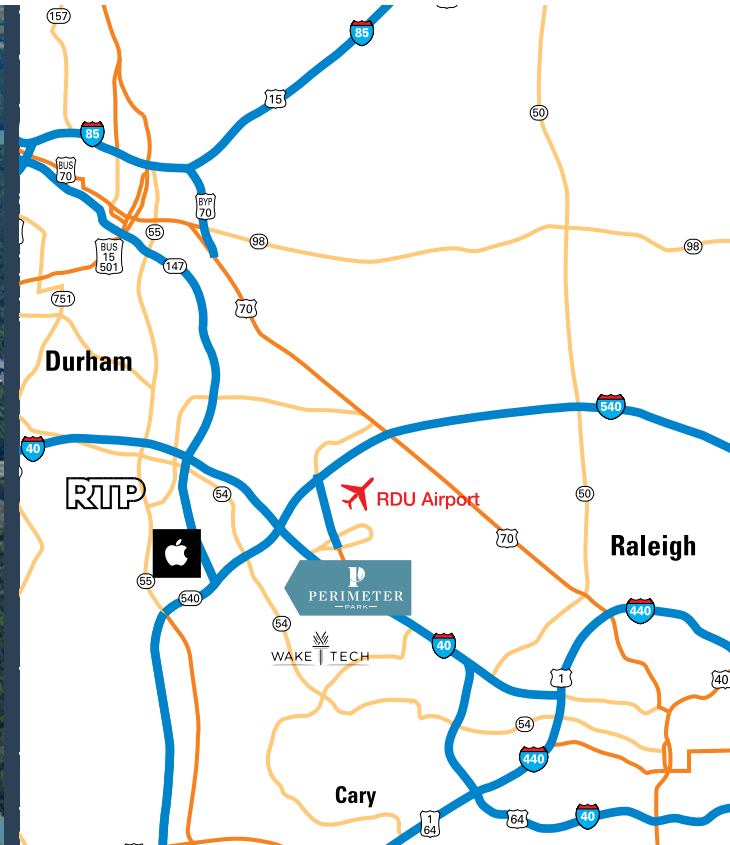 157
85
15
50
85
BUS
70
BYP
70
55
98
98
BUS
15
501
147
751
70
Durham
540
40
RTP
54
RDU Airport
50
70
Raleigh
55
540
P
PERIMETER
PARK
440
54
40
WAKE TECH
1
40
54
440
Cary
1
64
64
40